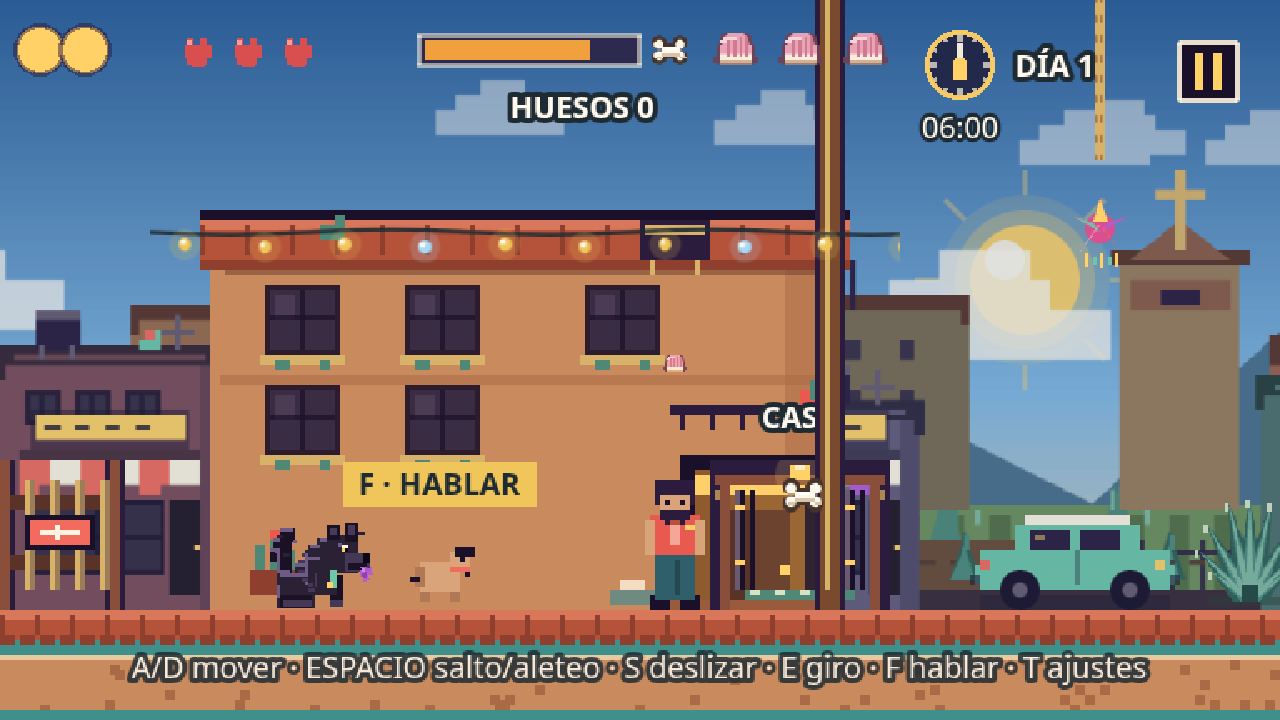 DÍA 1
HUESOS 0
06:00
CAS
F · HABLAR
A/D mover · ESPACIO salto/aleteo · S deslizar · E giro · F hablar · T ajustes